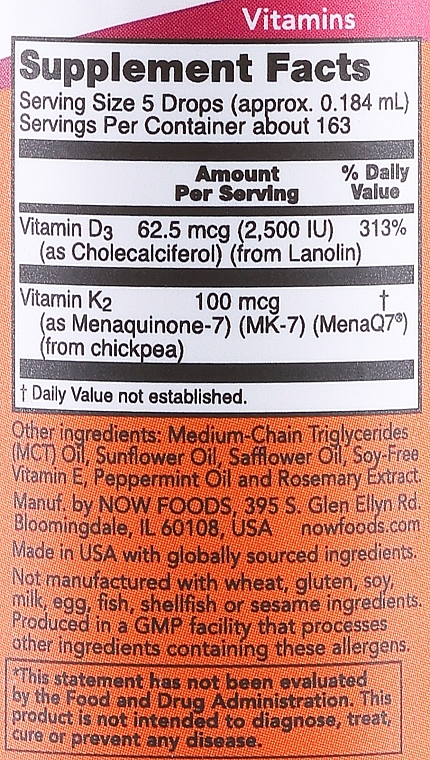 Vitamins
Supplement Facts
Serving Size 5 Drops (approx. 0.184 mL)
Servings Per Container about 163
Amount Per Serving
% Daily Value
Vitamin D3 62.5 mcg (2,500 IU) 313%
(as Cholecalciferol) (from Lanolin)
Vitamin K2 100 mcg †
(as Menaquinone-7) (MK-7) (MenaQ7®)
(from chickpea)
† Daily Value not established.
Other ingredients: Medium-Chain Triglycerides
(MCT) Oil, Sunflower Oil, Safflower Oil, Soy-Free
Vitamin E, Peppermint Oil and Rosemary Extract.
Manuf. by NOW FOODS, 395 S. Glen Ellyn Rd.
Bloomingdale, IL 60108, USA nowfoods.com
Made in USA with globally sourced ingredients.
Not manufactured with wheat, gluten, soy,
milk, egg, fish, shellfish or sesame ingredients.
Produced in a GMP facility that processes
other ingredients containing these allergens.
*This statement has not been evaluated
by the Food and Drug Administration. This
product is not intended to diagnose, treat,
cure or prevent any disease.